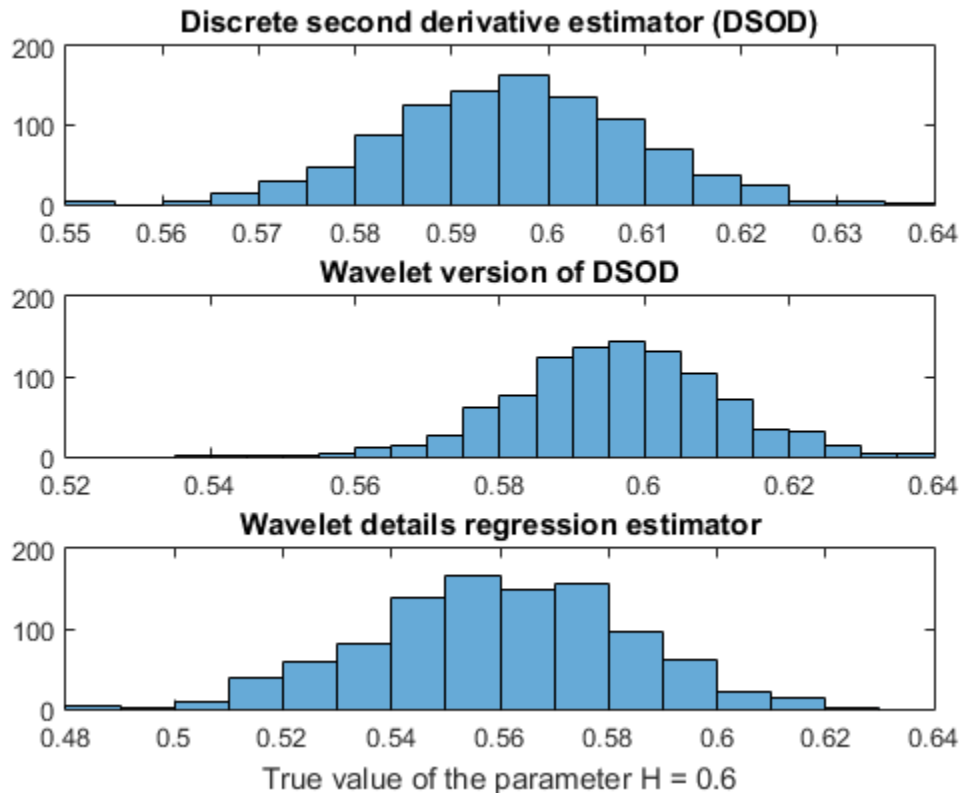 Discrete second derivative estimator (DSOD)
200
100
0
0.55 0.56 0.57 0.58 0.59 0.6 0.61 0.62 0.63 0.64
Wavelet version of DSOD
200
100
0
0.52 0.54 0.56 0.58 0.6 0.62 0.64
Wavelet details regression estimator
200
100
0
0.48 0.5 0.52 0.54 0.56 0.58 0.6 0.62 0.64
True value of the parameter H = 0.6